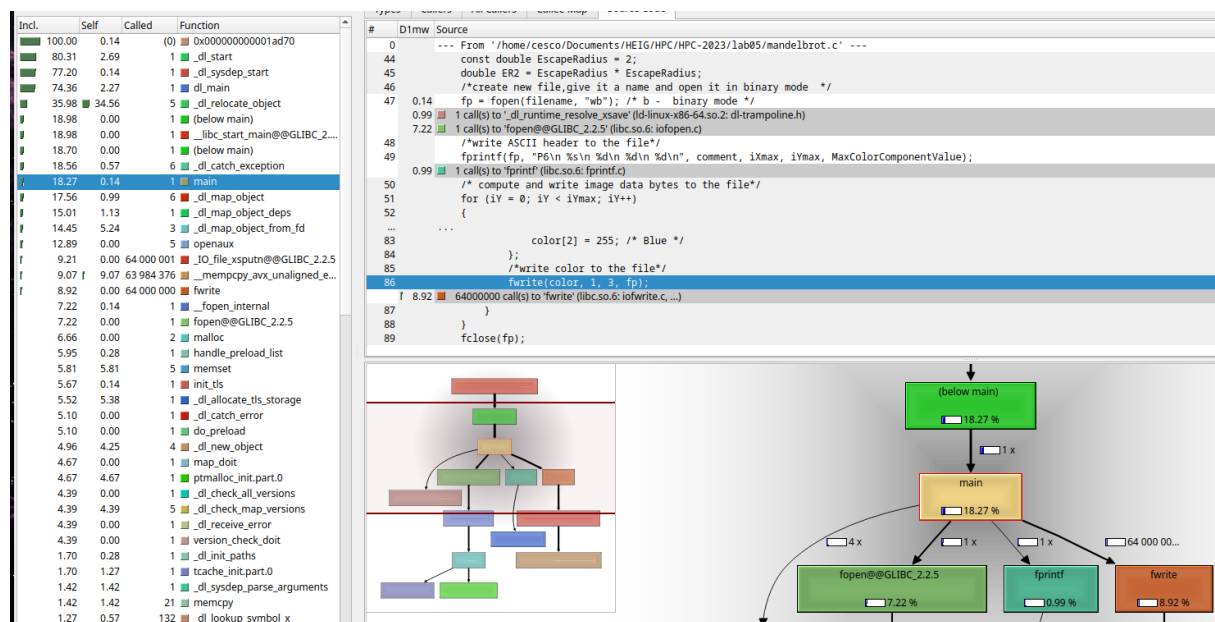 Types Callers All Callers Callee Map Source Code
Incl. Self Called Function
100.00 0.14 (0) 0x000000000001ad70
80.31 2.69 1 _dl_start
77.20 0.14 1 _dl_sysdep_start
74.36 2.27 1 dl_main
35.98 34.56 5 _dl_relocate_object
18.98 0.00 1 (below main)
18.98 0.00 1 __libc_start_main@@GLIBC_2....
18.70 0.00 1 (below main)
18.56 0.57 6 _dl_catch_exception
18.27 0.14 1 main
17.56 0.99 6 _dl_map_object
15.01 1.13 1 _dl_map_object_deps
14.45 5.24 3 _dl_map_object_from_fd
12.89 0.00 5 openaux
9.21 0.00 64 000 001 _IO_file_xsputn@@GLIBC_2.2.5
9.07 9.07 63 984 376 __mempcpy_avx_unaligned_e...
8.92 0.00 64 000 000 fwrite
7.22 0.14 1 __fopen_internal
7.22 0.00 1 fopen@@GLIBC_2.2.5
6.66 0.00 2 malloc
5.95 0.28 1 handle_preload_list
5.81 5.81 5 memset
5.67 0.14 1 init_tls
5.52 5.38 1 _dl_allocate_tls_storage
5.10 0.00 1 _dl_catch_error
5.10 0.00 1 do_preload
4.96 4.25 4 _dl_new_object
4.67 0.00 1 map_doit
4.67 4.67 1 ptmalloc_init.part.0
4.39 0.00 1 _dl_check_all_versions
4.39 4.39 5 _dl_check_map_versions
4.39 0.00 1 _dl_receive_error
4.39 0.00 1 version_check_doit
1.70 0.28 1 _dl_init_paths
1.70 1.27 1 tcache_init.part.0
1.42 1.42 1 _dl_sysdep_parse_arguments
1.42 1.42 21 memcpy
1.27 0.57 132 _dl_lookup_symbol_x
# D1mw Source
0 --- From '/home/cesco/Documents/HEIG/HPC/HPC-2023/lab05/mandelbrot.c' ---
44 const double EscapeRadius = 2;
45 double ER2 = EscapeRadius * EscapeRadius;
46 /*create new file,give it a name and open it in binary mode */
47 0.14 fp = fopen(filename, "wb"); /* b - binary mode */
0.99 1 call(s) to '_dl_runtime_resolve_xsave' (ld-linux-x86-64.so.2: dl-trampoline.h)
7.22 1 call(s) to 'fopen@@GLIBC_2.2.5' (libc.so.6: iofopen.c)
48 /*write ASCII header to the file*/
49 fprintf(fp, "P6\n %s\n %d\n %d\n %d\n", comment, iXmax, iYmax, MaxColorComponentValue);
0.99 1 call(s) to 'fprintf' (libc.so.6: fprintf.c)
50 /* compute and write image data bytes to the file*/
51 for (iY = 0; iY < iYmax; iY++)
52 {
... ...
83 color[2] = 255; /* Blue */
84 };
85 /*write color to the file*/
86 fwrite(color, 1, 3, fp);
8.92 64000000 call(s) to 'fwrite' (libc.so.6: iofwrite.c, ...)
87 }
88 }
89 fclose(fp);
(below main)
18.27 %
1 x
main
18.27 %
4 x 1 x 1 x 64 000 00...
fopen@@GLIBC_2.2.5 fprintf fwrite
7.22 % 0.99 % 8.92 %